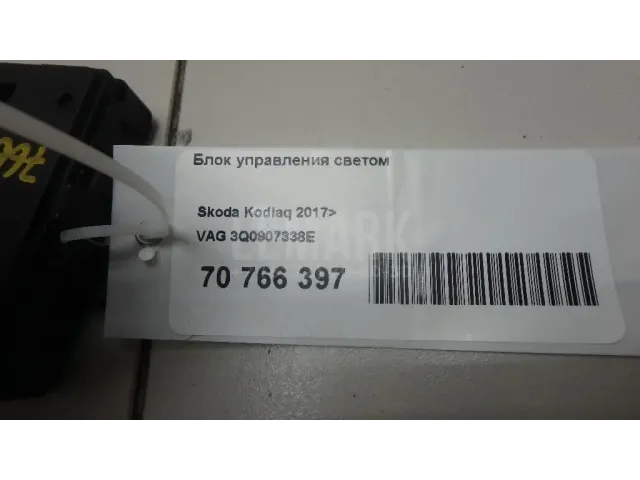 Блок управления светом
Skoda Kodiaq 2017>
VAG 3Q0907338E
70 766 397